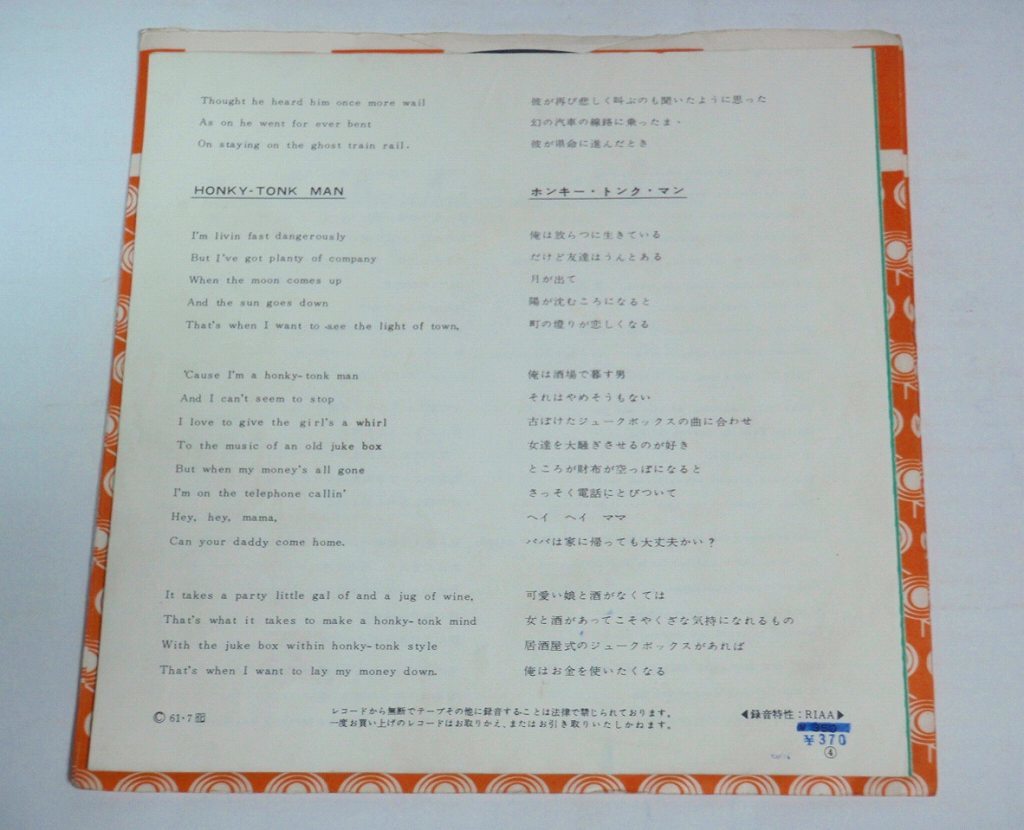 Thought he heard him once more wail
As on he went for ever bent
On staying on the ghost train rail.
彼が再び悲しく叫ぶのも聞いたように思った
幻の汽車の線路に乗ったまゝ
彼が懸命に進んだとき
HONKY-TONK MAN
ホンキー・トンク・マン
I'm livin fast dangerously
But I've got planty of company
When the moon comes up
And the sun goes down
That's when I want to see the light of town.
俺は放らつに生きている
だけど友達はうんとある
月が出て
陽が沈むころになると
町の燈りが恋しくなる
'Cause I'm a honky-tonk man
And I can't seem to stop
I love to give the girl's a whirl
To the music of an old juke box
But when my money's all gone
I'm on the telephone callin'
Hey, hey, mama,
Can your daddy come home.
俺は酒場で暮す男
それはやめそうもない
古ぼけたジュークボックスの曲に合わせ
女達を大騒ぎさせるのが好き
ところが財布が空っぽになると
さっそく電話にとびついて
ヘイ ヘイ ママ
パパは家に帰っても大丈夫かい？
It takes a party little gal of and a jug of wine,
That's what it takes to make a honky-tonk mind
With the juke box within honky-tonk style
That's when I want to lay my money down.
可愛い娘と酒がなくては
女と酒があってこそやくざな気持になれるもの
居酒屋式のジュークボックスがあれば
俺はお金を使いたくなる
Ⓒ 61・7
レコードから無断でテープその他に録音することは法律で禁じられております。
一度お買い上げのレコードはお取りかえ、またはお引き取りいたしかねます。
◀録音特性：RIAA▶
¥370
④